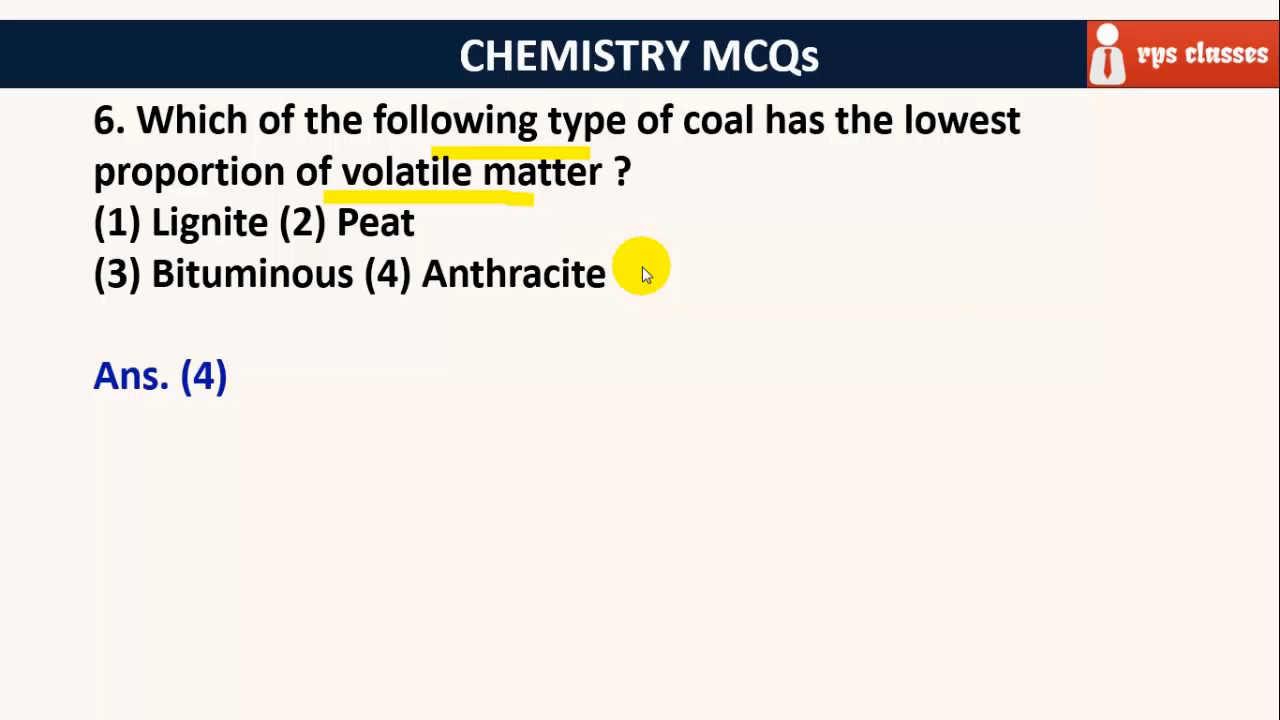 CHEMISTRY MCQs
rps classes
6. Which of the following type of coal has the lowest
proportion of volatile matter ?
(1) Lignite (2) Peat
(3) Bituminous (4) Anthracite
Ans. (4)